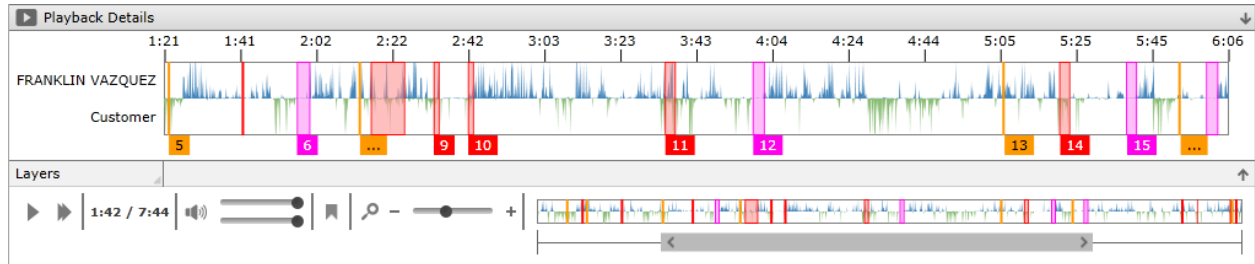 Playback Details
1:21 1:41 2:02 2:22 2:42 3:03 3:23 3:43 4:04 4:24 4:44 5:05 5:25 5:45 6:06
FRANKLIN VAZQUEZ
Customer
5 6 ... 9 10 11 12 13 14 15 ...
Layers
1:42 / 7:44